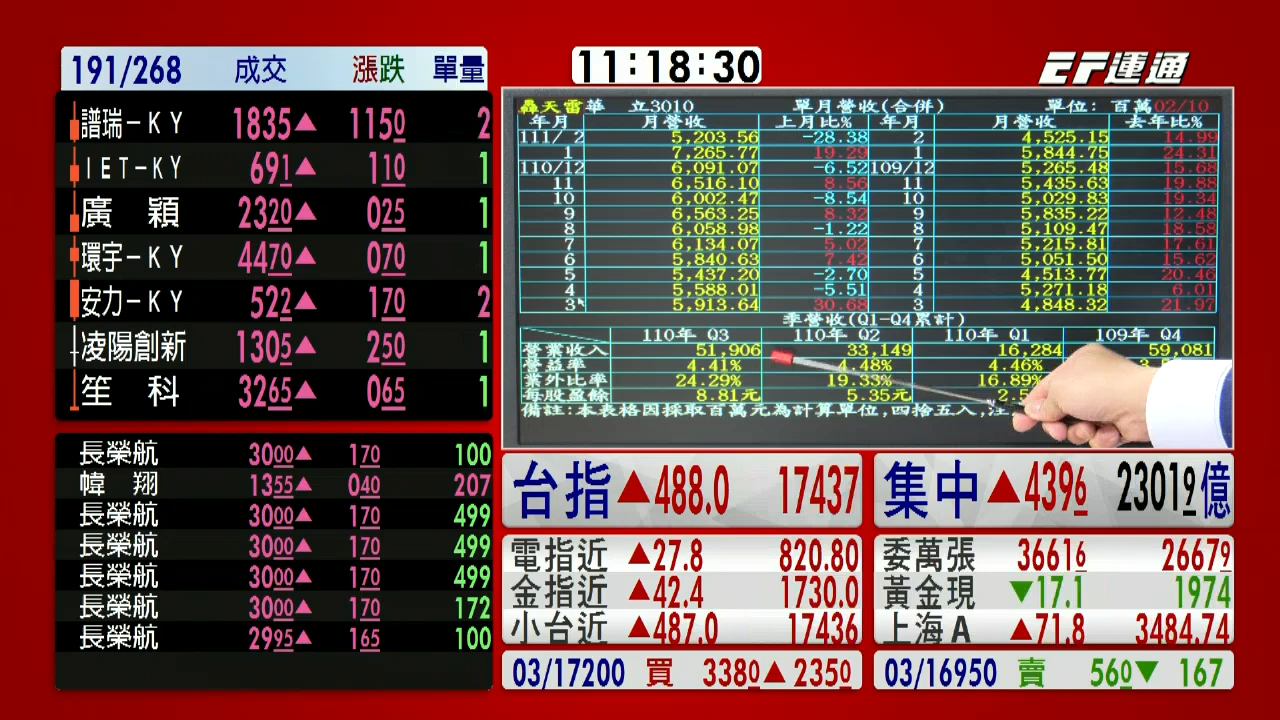 191/268 成交 漲跌 單量
譜瑞-KY 1835▲ 1150 2
IET-KY 691▲ 110 1
廣 穎 2320▲ 025 1
環宇-KY 4470▲ 070 1
安力-KY 522▲ 170 2
凌陽創新 1305▲ 250 1
笙 科 3265▲ 065 1
長榮航 3000▲ 170 100
幃 翔 1355▲ 040 207
長榮航 3000▲ 170 499
長榮航 3000▲ 170 499
長榮航 3000▲ 170 499
長榮航 3000▲ 170 172
長榮航 2995▲ 165 100
11:18:30
EF運通
轟天雷華 立3010 單月營收(合併) 單位: 百萬02/10
年月 月營收 上月比% 年月 月營收 去年比%
111/ 2 5,203.56 -28.38 2 4,525.15 14.99
1 7,265.77 19.29 1 5,844.75 24.31
110/12 6,091.07 -6.52 109/12 5,265.48 15.68
11 6,516.10 8.56 11 5,435.63 19.88
10 6,002.47 -8.54 10 5,029.83 19.34
9 6,563.25 8.32 9 5,835.22 12.48
8 6,058.98 -1.22 8 5,109.47 18.58
7 6,134.07 5.02 7 5,215.81 17.61
6 5,840.63 7.42 6 5,051.50 15.62
5 5,437.20 -2.70 5 4,513.77 20.46
4 5,588.01 -5.51 4 5,271.18 6.01
3 5,913.64 30.68 3 4,848.32 21.97
季營收(Q1-Q4累計)
110年 Q3 110年 Q2 110年 Q1 109年 Q4
營業收入 51,906 33,149 16,284 59,081
營益率 4.41% 4.48% 4.46%
業外比率 24.29% 19.33% 16.89%
每股盈餘 8.81元 5.35元
備註:本表格因採取百萬元為計算單位,四捨五入,注
台指▲488.0 17437
電指近 ▲27.8 820.80
金指近 ▲42.4 1730.0
小台近 ▲487.0 17436
03/17200 買 3380▲2350
集中▲4396 23019億
委萬張 36616 26679
黃金現 ▼17.1 1974
上海A ▲71.8 3484.74
03/16950 賣 560▼ 167